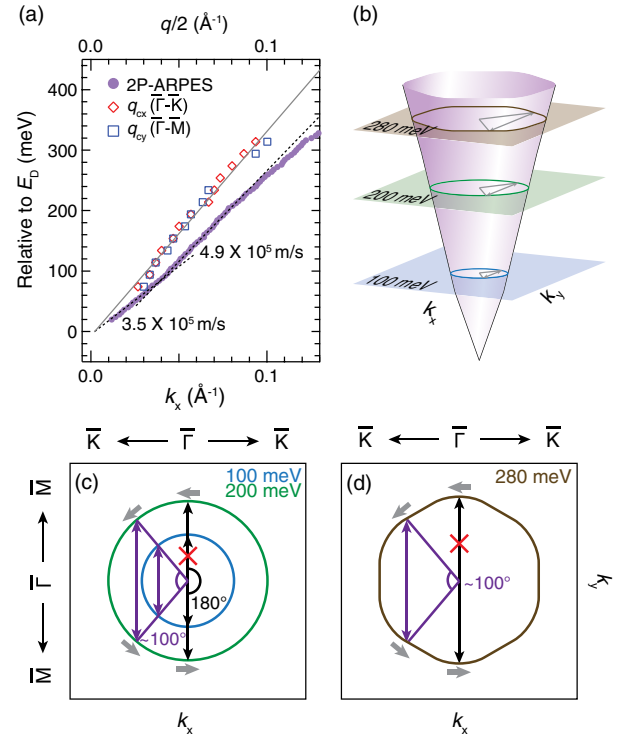 (a)
q/2 (Å⁻¹)
0.0 0.1
Relative to E_D (meV)
400
300
200
100
0
2P-ARPES
q_cx (Γ̅-K̅)
q_cy (Γ̅-M̅)
4.9 X 10⁵ m/s
3.5 X 10⁵ m/s
0.0 0.1
k_x (Å⁻¹)
(b)
280 meV
200 meV
100 meV
k_x
k_y
K̅ Γ̅ K̅
M̅
Γ̅
M̅
(c)
100 meV
200 meV
180°
~100°
k_x
K̅ Γ̅ K̅
(d)
280 meV
~100°
k_y
k_x